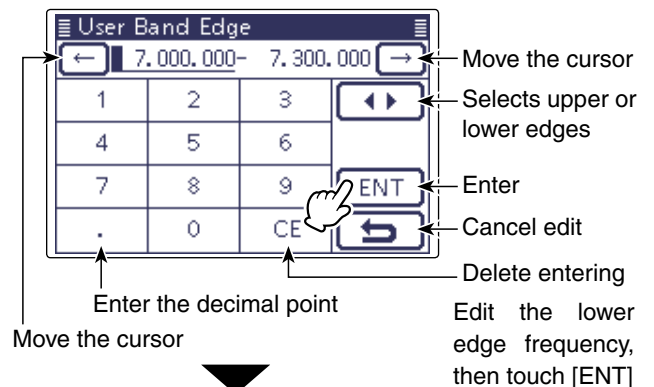 User Band Edge
← 7.000.000- 7.300.000 →
Move the cursor
1 2 3 ◀ ▶
Selects upper or
lower edges
4 5 6
7 8 9 ENT
Enter
. 0 CE
Cancel edit
Delete entering
Enter the decimal point
Move the cursor
Edit the lower
edge frequency,
then touch [ENT]